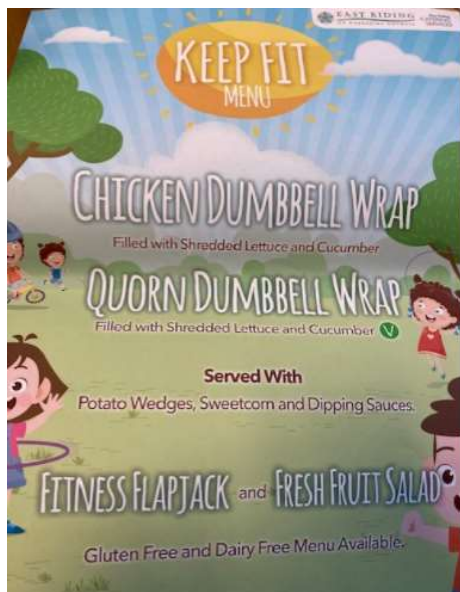 EAST RIDING
KEEP FIT
MENU
CHICKEN DUMBBELL WRAP
Filled with Shredded Lettuce and Cucumber
QUORN DUMBBELL WRAP
Filled with Shredded Lettuce and Cucumber V
Served With
Potato Wedges, Sweetcorn and Dipping Sauces.
FITNESS FLAPJACK and FRESH FRUIT SALAD
Gluten Free and Dairy Free Menu Available.